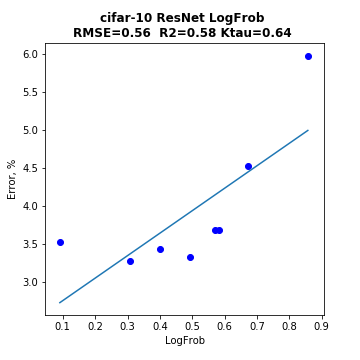 cifar-10 ResNet LogFrob
RMSE=0.56  R2=0.58 Ktau=0.64
6.0
5.5
5.0
4.5
4.0
3.5
3.0
Error, %
0.1 0.2 0.3 0.4 0.5 0.6 0.7 0.8 0.9
LogFrob